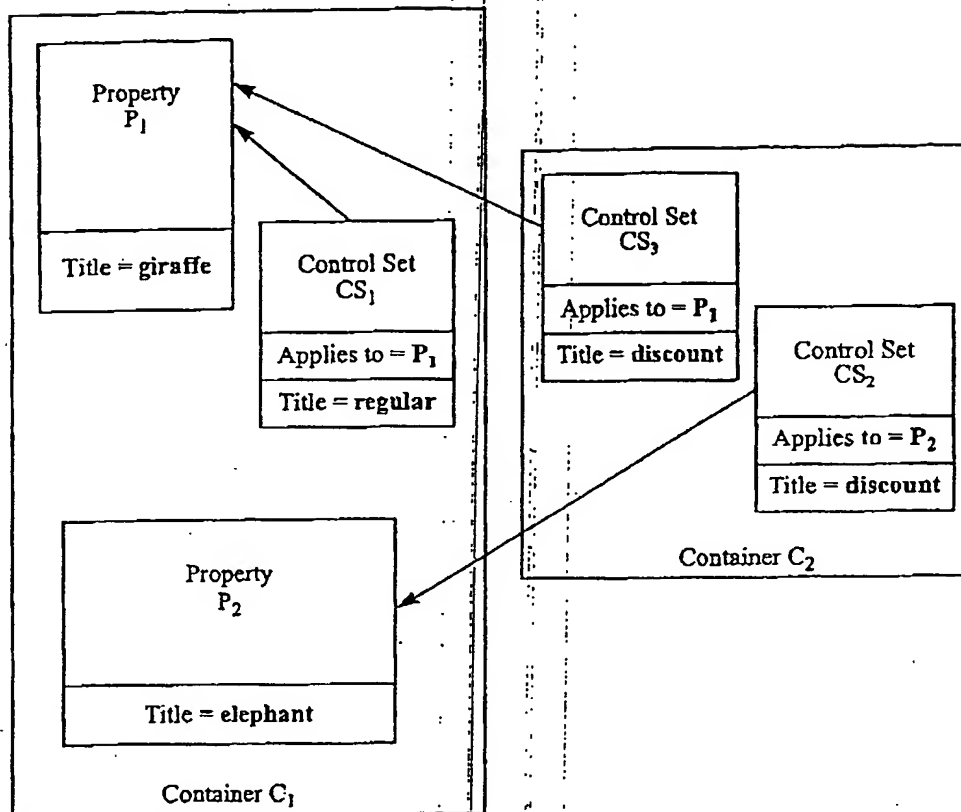 Property
P₁
Title = giraffe
Control Set
CS₁
Applies to = P₁
Title = regular
Property
P₂
Title = elephant
Container C₁
Control Set
CS₃
Applies to = P₁
Title = discount
Control Set
CS₂
Applies to = P₂
Title = discount
Container C₂